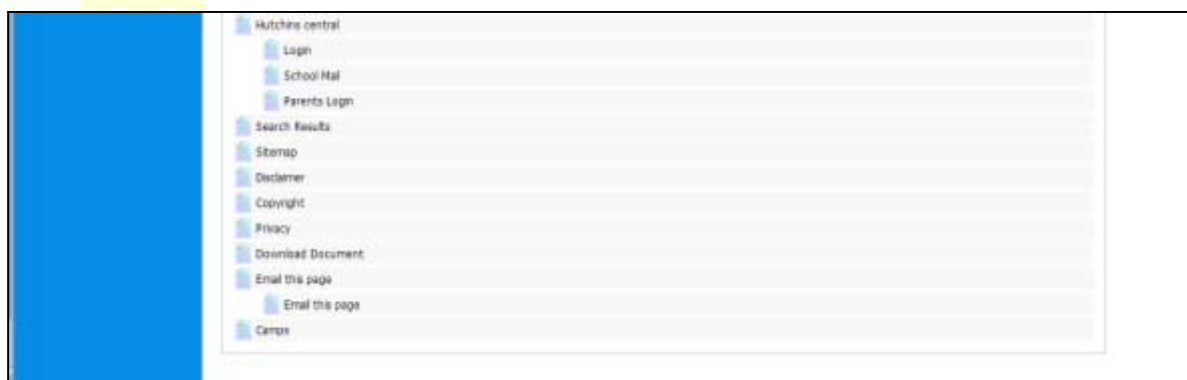 Hutchins central
Login
School Mail
Parents Login
Search Results
Sitemap
Disclaimer
Copyright
Privacy
Download Document
Email this page
Email this page
Camps